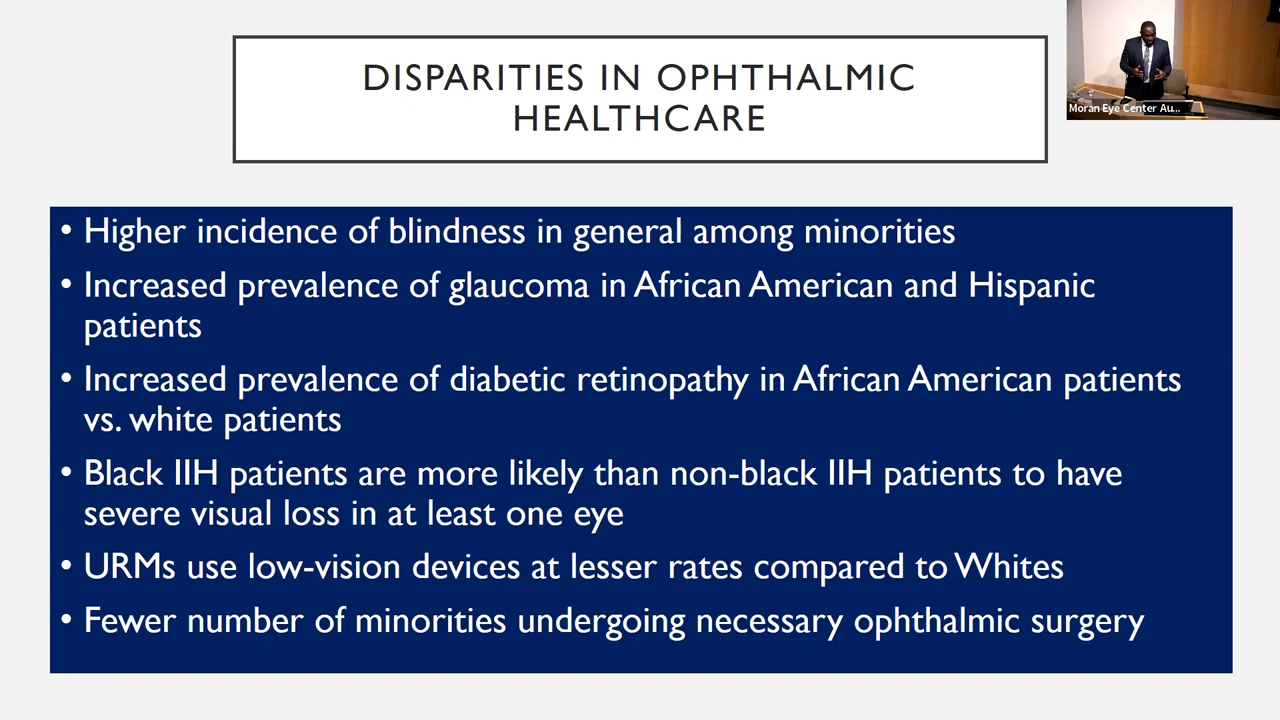 DISPARITIES IN OPHTHALMIC
HEALTHCARE
Moran Eye Center Au...
• Higher incidence of blindness in general among minorities
• Increased prevalence of glaucoma in African American and Hispanic
patients
• Increased prevalence of diabetic retinopathy in African American patients
vs. white patients
• Black IIH patients are more likely than non-black IIH patients to have
severe visual loss in at least one eye
• URMs use low-vision devices at lesser rates compared to Whites
• Fewer number of minorities undergoing necessary ophthalmic surgery